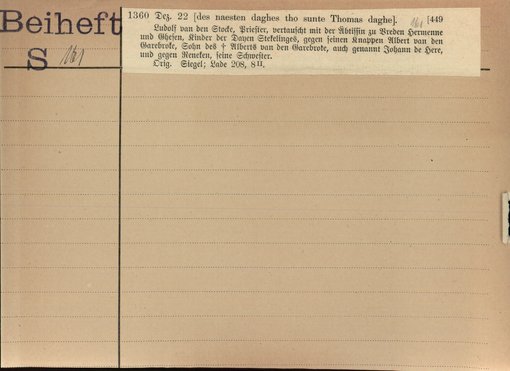 Beiheft
S
161
1360 Dez. 22 [des naesten daghes tho sunte Thomas daghe]. 161 [449
Ludolf van den Stocke, Priester, vertauscht mit der Äbtissin zu Vreden Hermenne
und Ghesen, Kinder der Dayen Stekelinges, gegen seinen Knappen Albert van den
Garebroke, Sohn des † Alberts van den Garebroke, auch genannt Johann de Here,
und gegen Reneken, seine Schwester.
Orig. Siegel; Lade 208, 8 II.